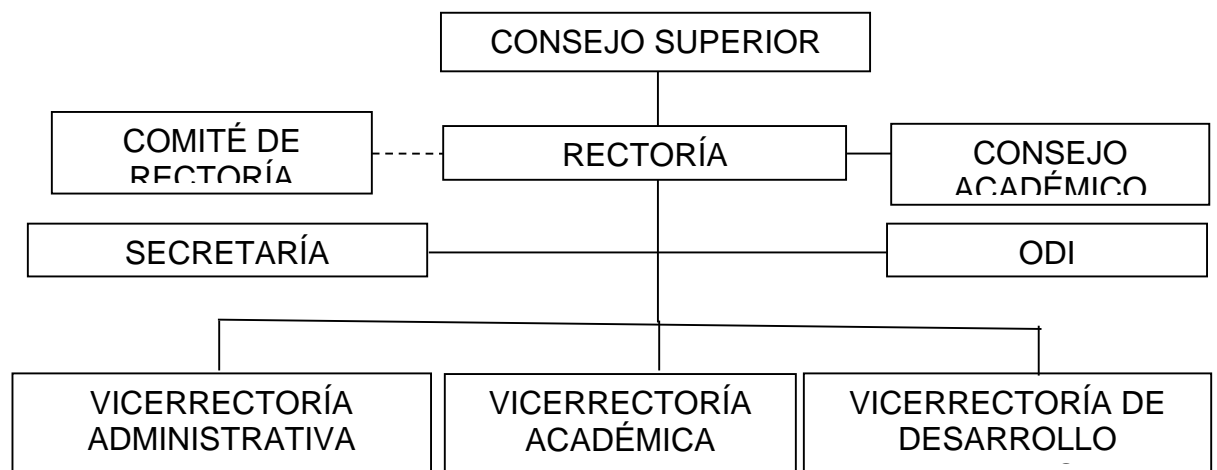 CONSEJO SUPERIOR
COMITÉ DE
RECTORÍA
RECTORÍA
CONSEJO
ACADÉMICO
SECRETARÍA
ODI
VICERRECTORÍA
ADMINISTRATIVA
VICERRECTORÍA
ACADÉMICA
VICERRECTORÍA DE
DESARROLLO